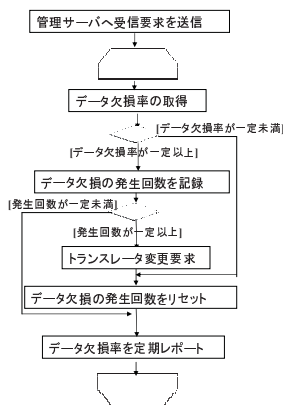 管理サーバへ受信要求を送信
データ欠損率の取得
[データ欠損率が一定未満]
[データ欠損率が一定以上]
データ欠損の発生回数を記録
[発生回数が一定未満]
[発生回数が一定以上]
トランスレータ変更要求
データ欠損の発生回数をリセット
データ欠損率を定期レポート